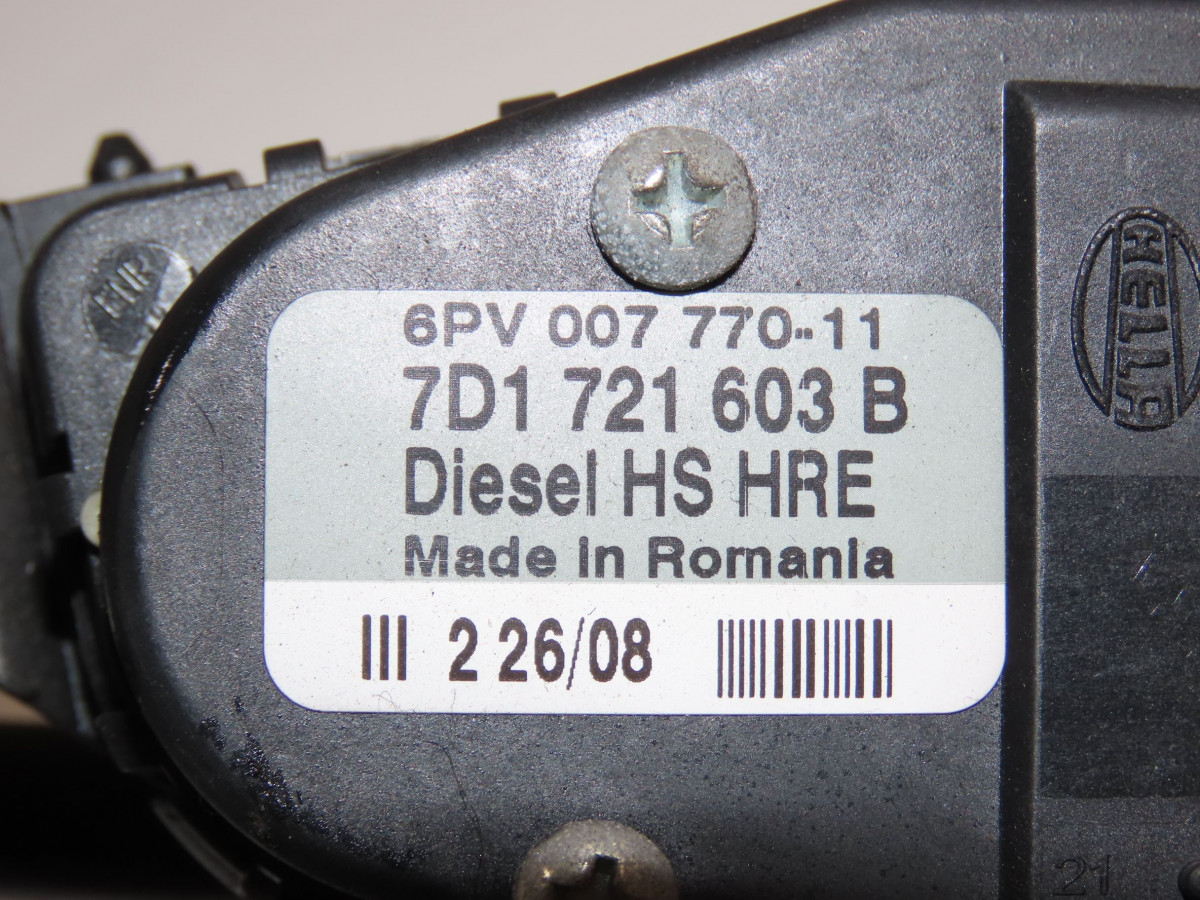 6PV 007 770-11
7D1 721 603 B
Diesel HS HRE
Made in Romania
2 26/08
HELLA
21